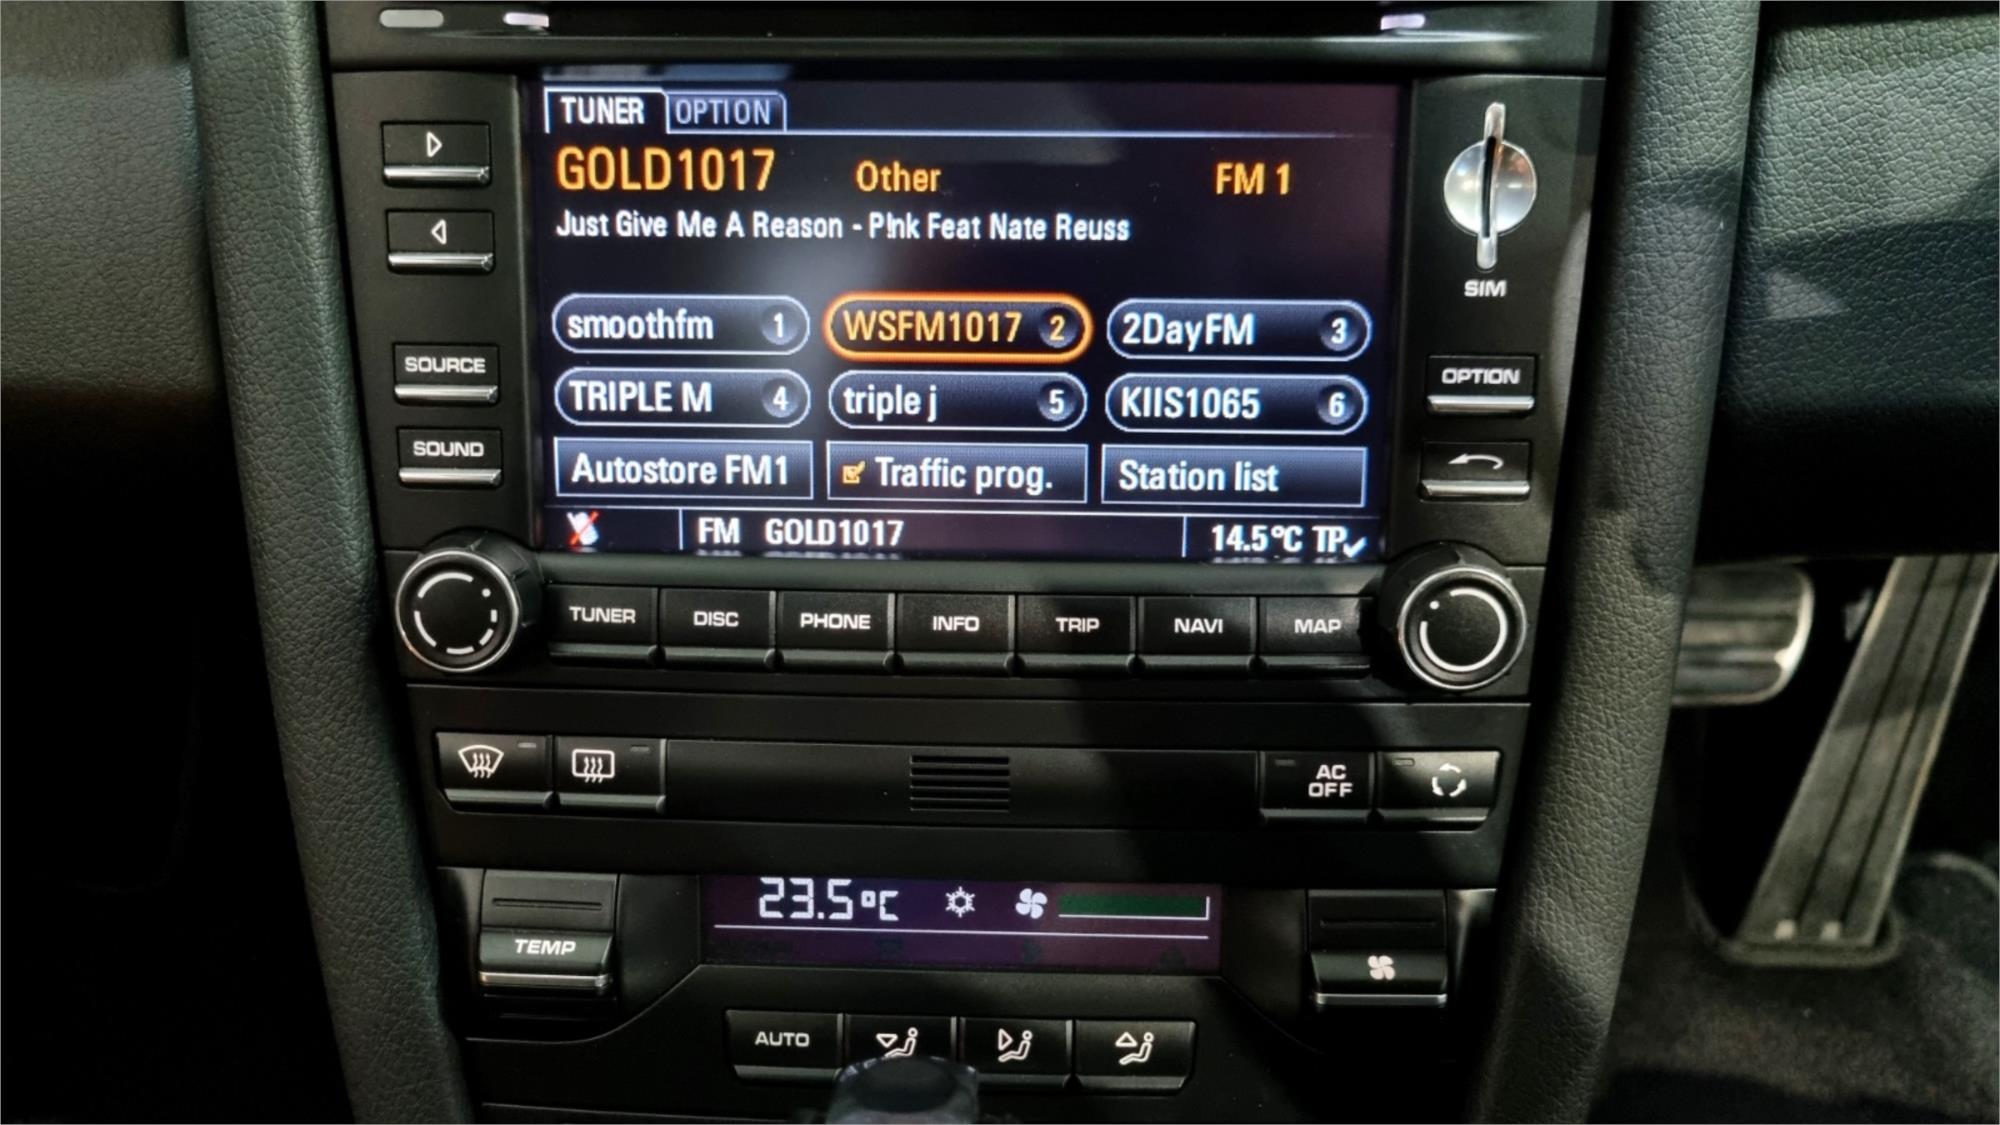 TUNER OPTION
GOLD1017 Other FM 1
Just Give Me A Reason - P!nk Feat Nate Reuss
SIM
smoothfm 1 WSFM1017 2 2DayFM 3
SOURCE
OPTION
TRIPLE M 4 triple j 5 KIIS1065 6
SOUND
Autostore FM1 Traffic prog. Station list
FM GOLD1017 14.5°C TP
TUNER DISC PHONE INFO TRIP NAVI MAP
AC
OFF
23.5°C
TEMP
AUTO